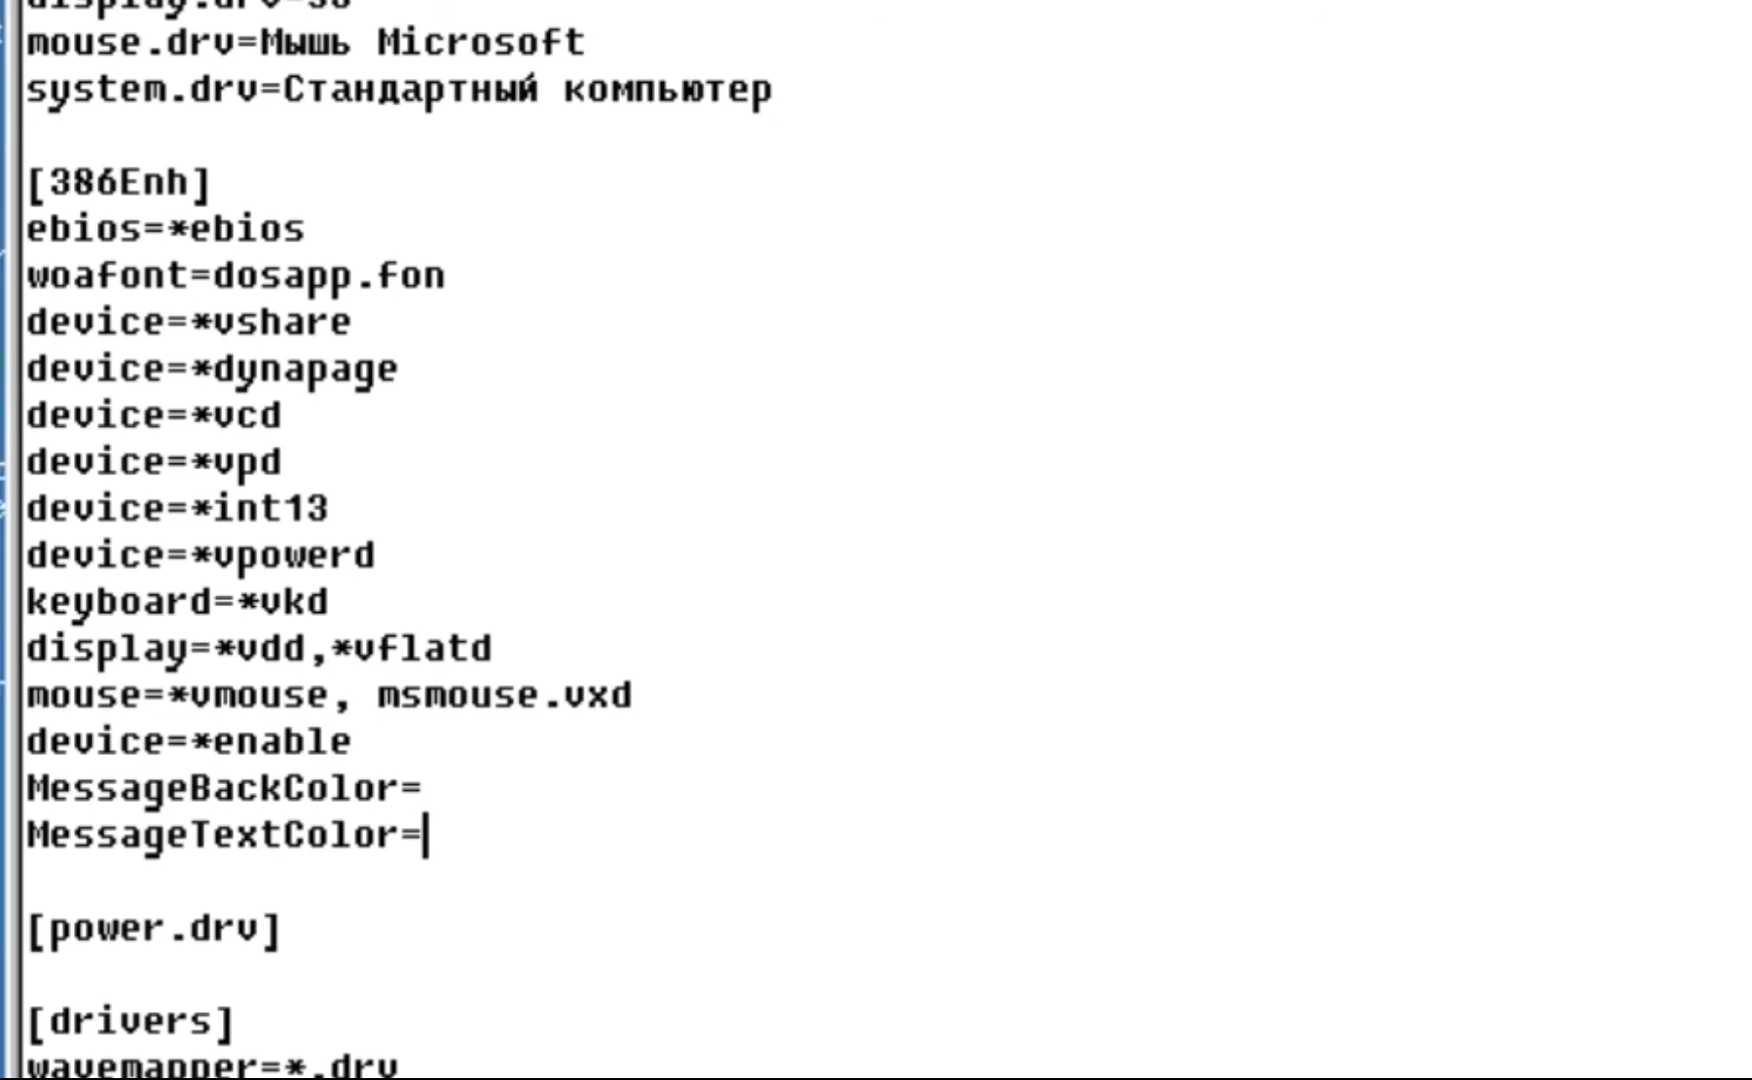 mouse.drv=Мышь Microsoft
system.drv=Стандартный компьютер
[386Enh]
ebios=*ebios
woafont=dosapp.fon
device=*vshare
device=*dynapage
device=*vcd
device=*vpd
device=*int13
device=*vpowerd
keyboard=*vkd
display=*vdd,*vflatd
mouse=*vmouse, msmouse.vxd
device=*enable
MessageBackColor=
MessageTextColor=
[power.drv]
[drivers]
wavemapper=*.drv